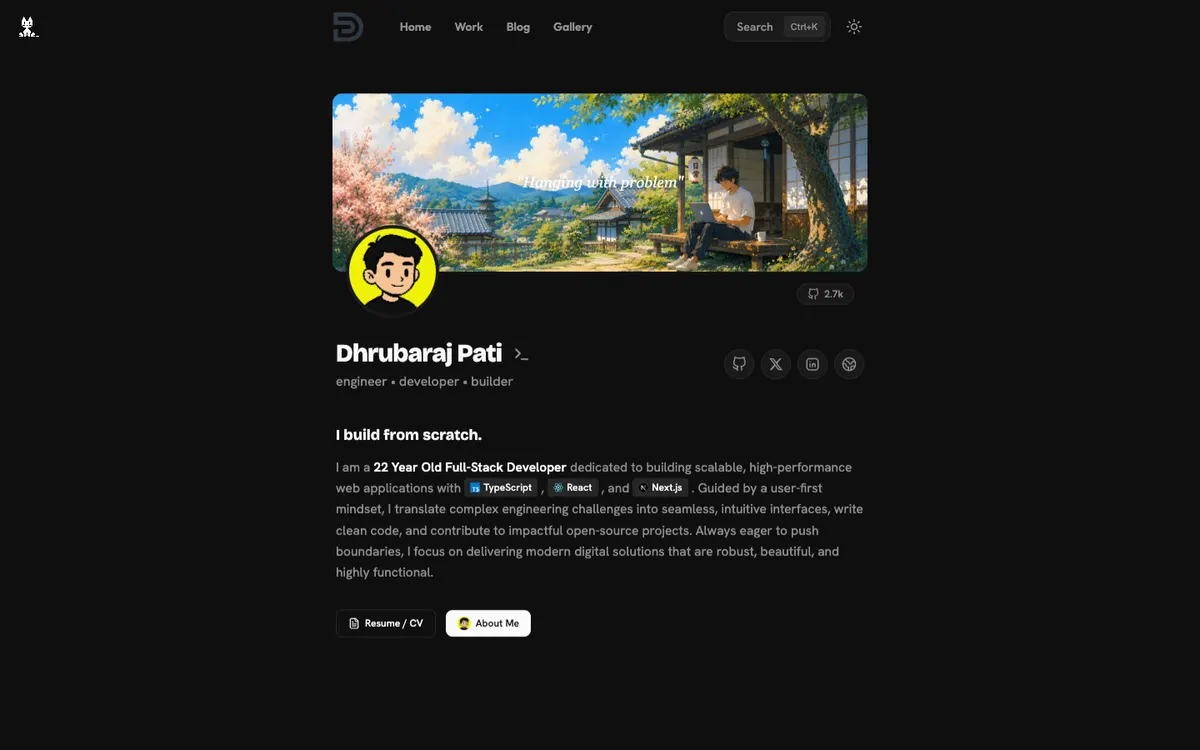 Home Work Blog Gallery Search Ctrl+K
"Hanging with problem"
2.7k
Dhrubaraj Pati
engineer • developer • builder
I build from scratch.
I am a 22 Year Old Full-Stack Developer dedicated to building scalable, high-performance
web applications with TypeScript , React , and Next.js . Guided by a user-first
mindset, I translate complex engineering challenges into seamless, intuitive interfaces, write
clean code, and contribute to impactful open-source projects. Always eager to push
boundaries, I focus on delivering modern digital solutions that are robust, beautiful, and
highly functional.
Resume / CV About Me